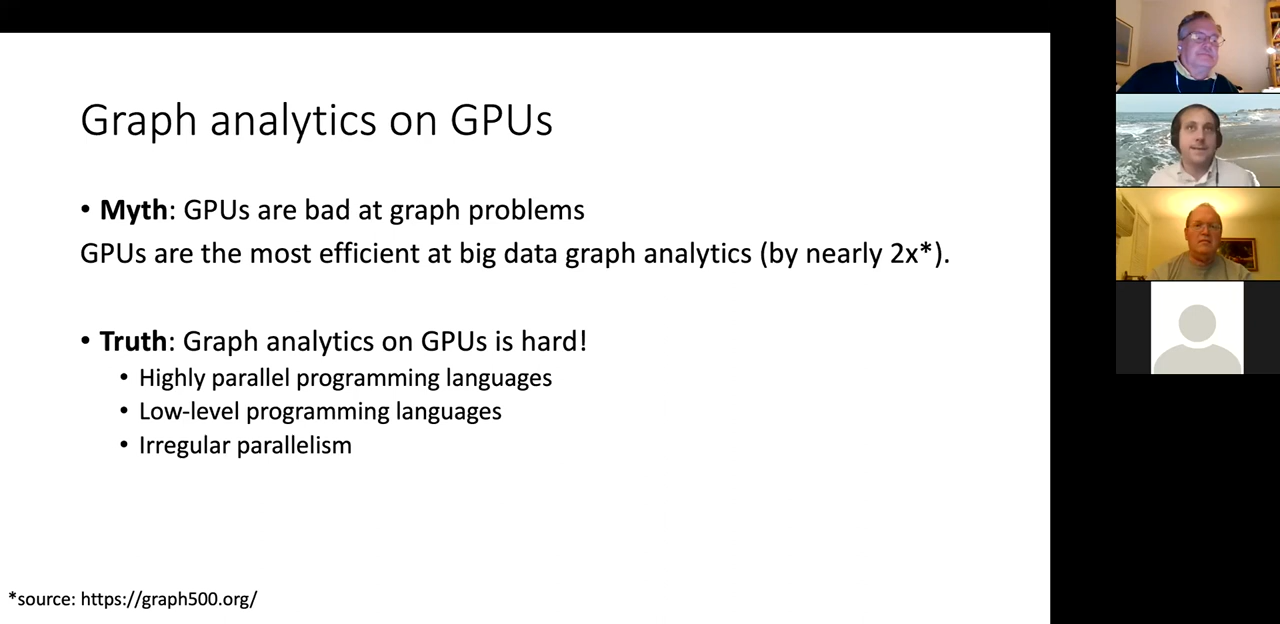 Graph analytics on GPUs
• Myth: GPUs are bad at graph problems
GPUs are the most efficient at big data graph analytics (by nearly 2x*).
• Truth: Graph analytics on GPUs is hard!
• Highly parallel programming languages
• Low-level programming languages
• Irregular parallelism
*source: https://graph500.org/